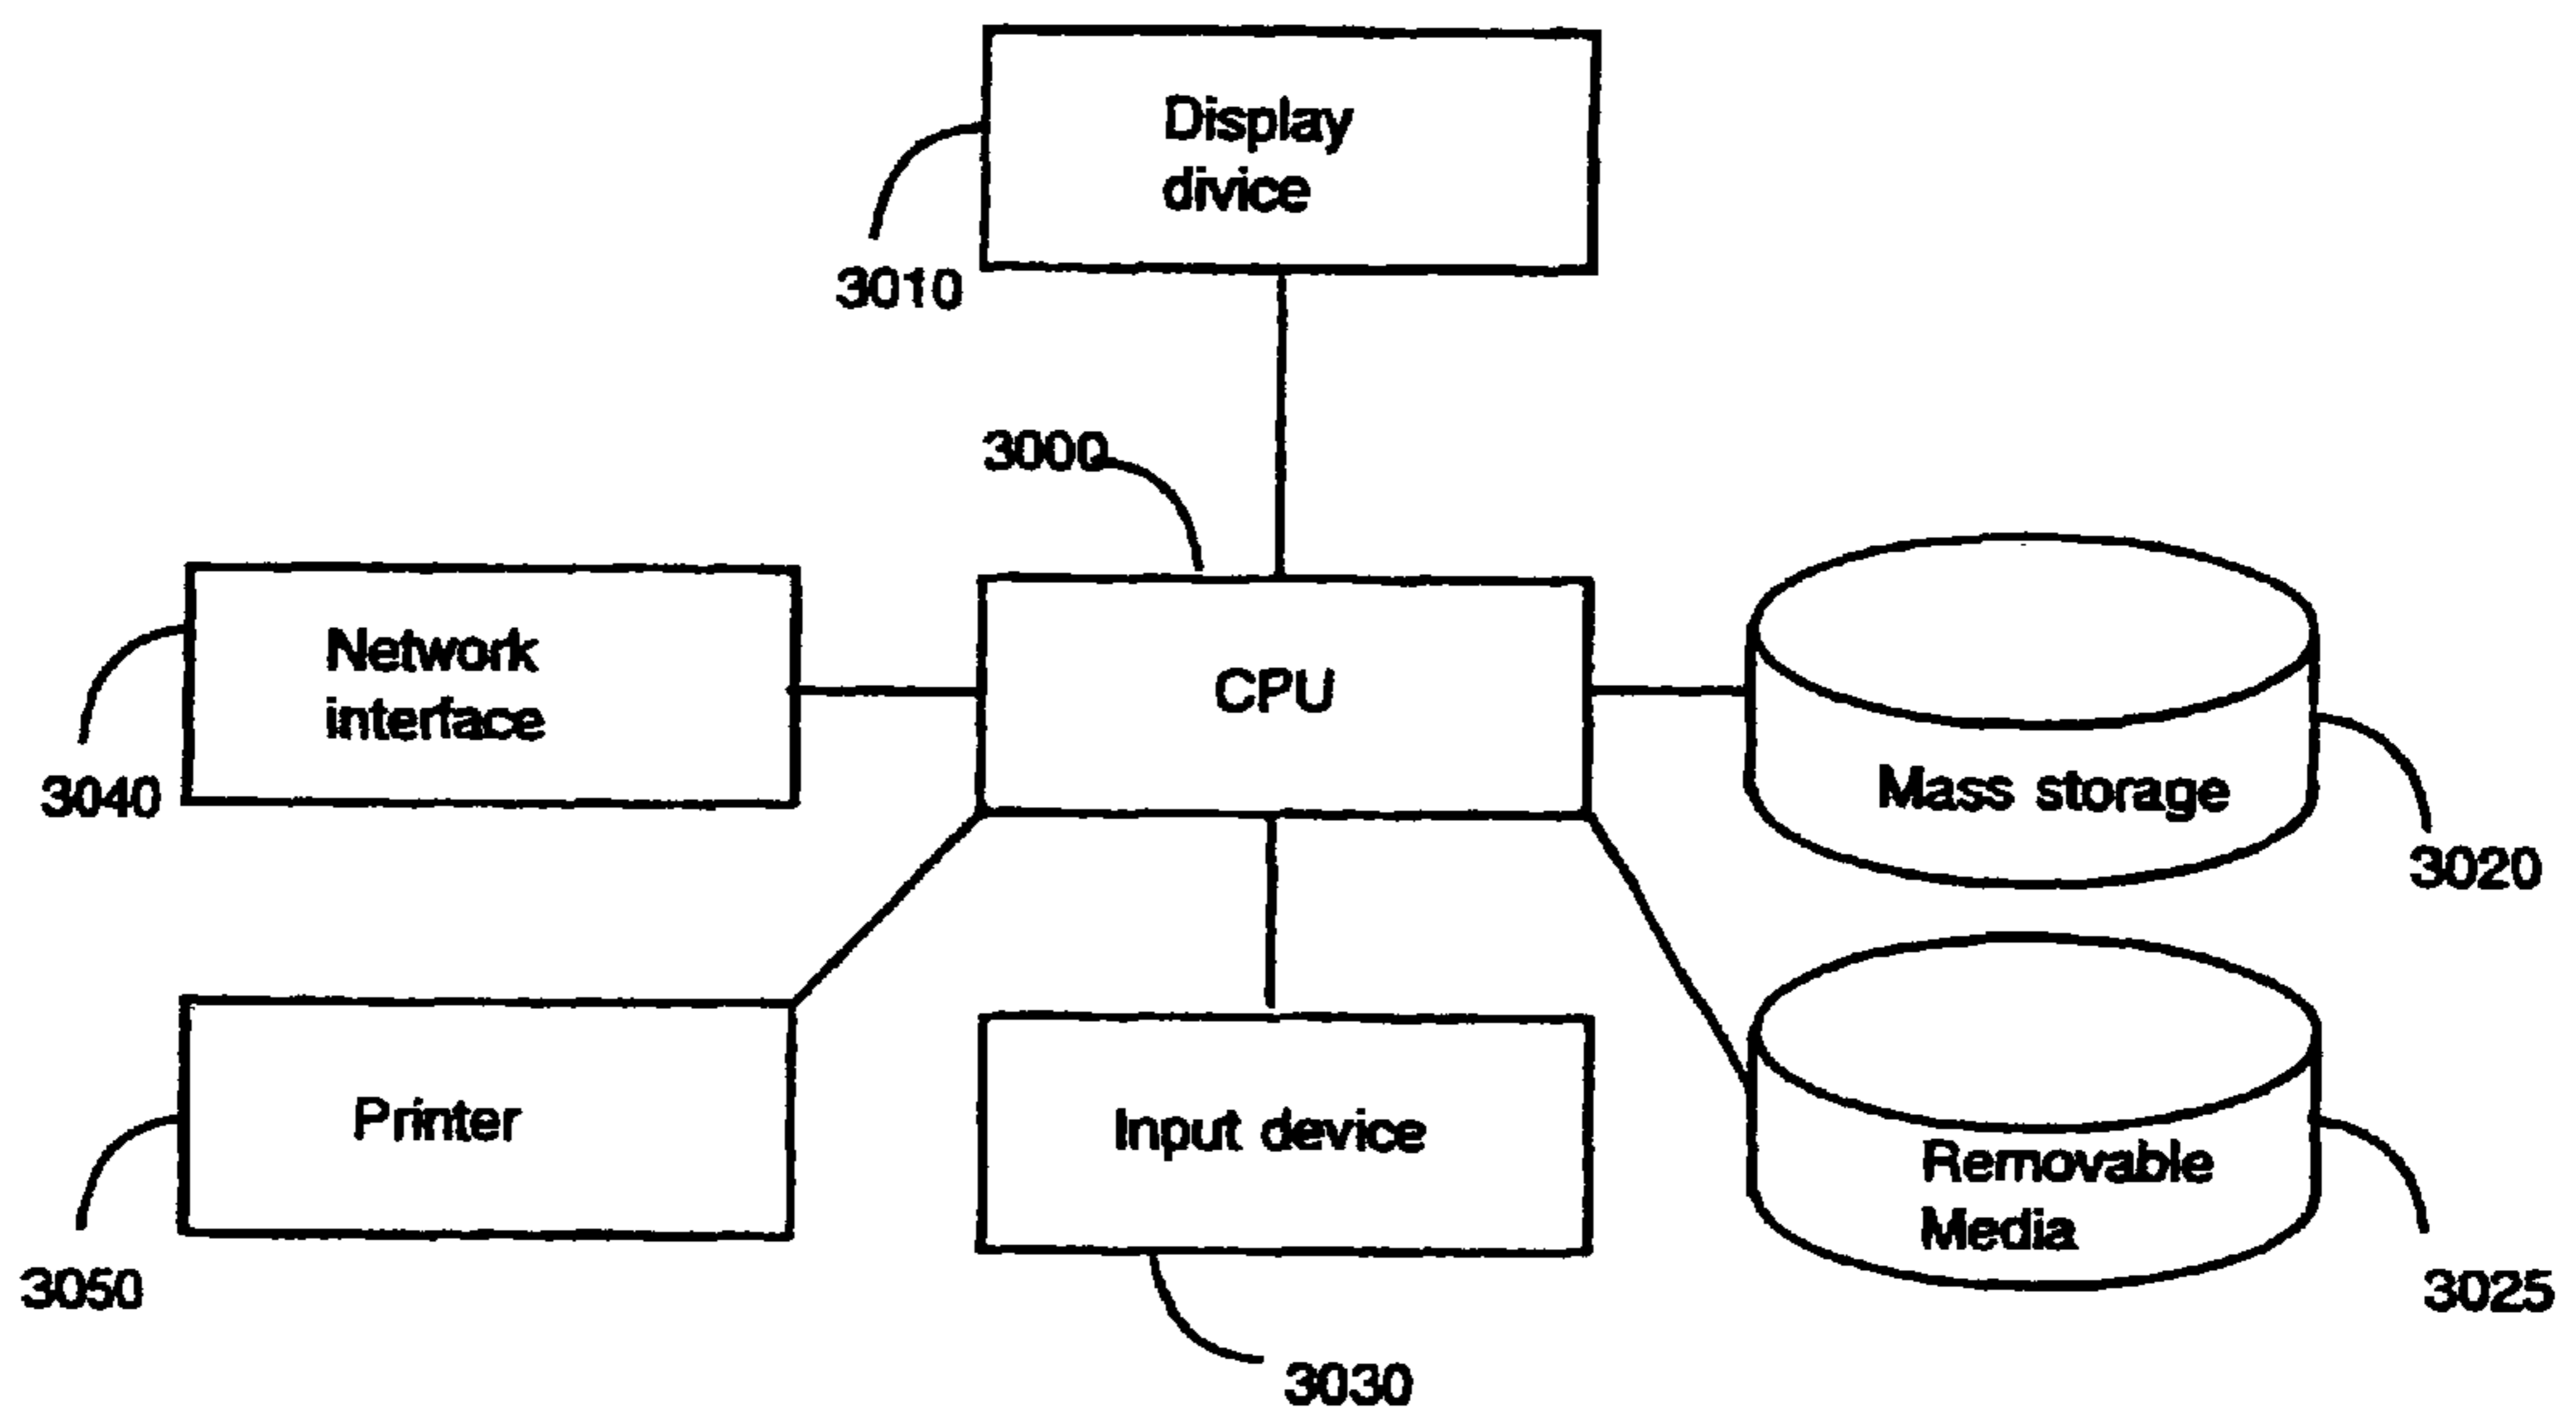 Display
divice
3010
3000
Network
interface
3040
CPU
Mass storage
3020
Printer
3050
Input device
3030
Removable
Media
3025